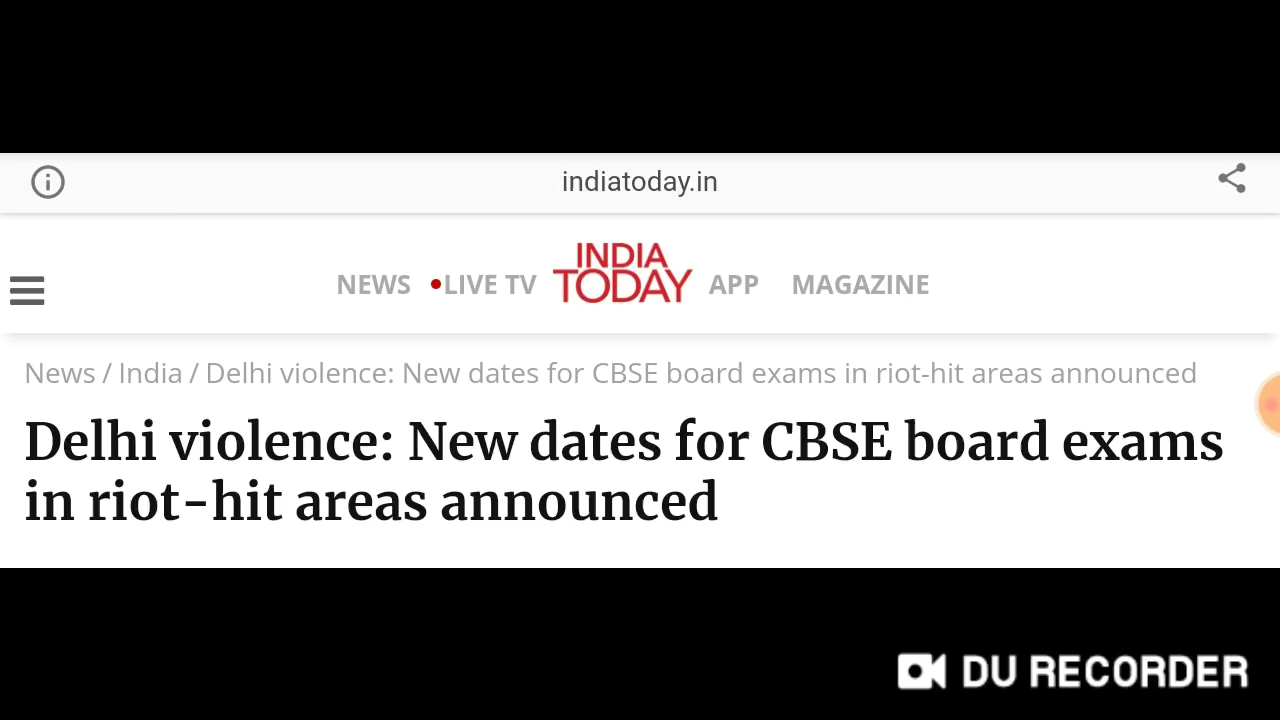 indiatoday.in
NEWS LIVE TV INDIA TODAY APP MAGAZINE
News / India / Delhi violence: New dates for CBSE board exams in riot-hit areas announced
Delhi violence: New dates for CBSE board exams
in riot-hit areas announced
DU RECORDER